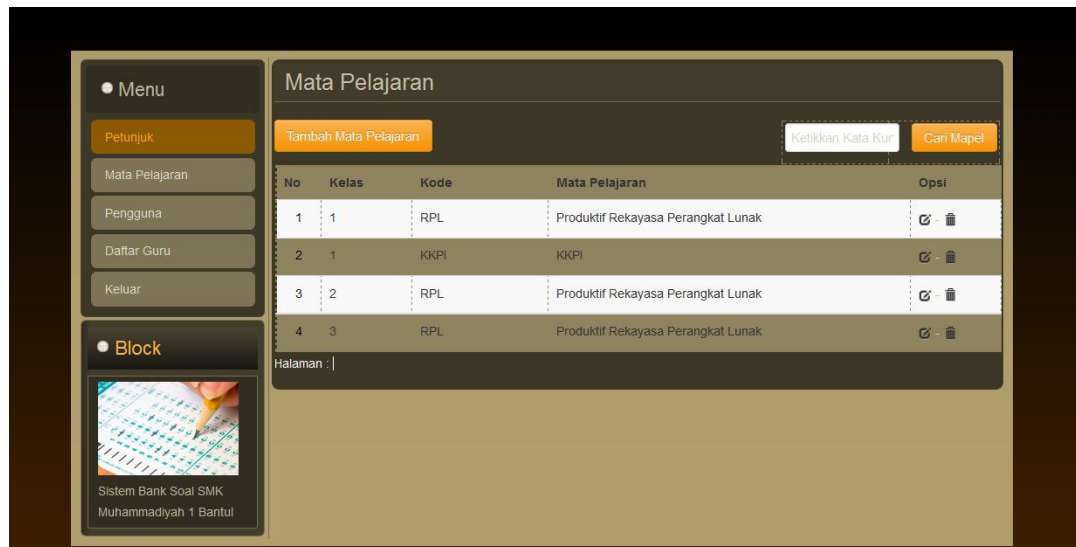 Menu
Petunjuk
Mata Pelajaran
Pengguna
Daftar Guru
Keluar
Block
Sistem Bank Soal SMK
Muhammadiyah 1 Bantul
Mata Pelajaran
Tambah Mata Pelajaran
Ketikkan Kata Kun
Cari Mapel
No Kelas Kode Mata Pelajaran Opsi
1 1 RPL Produktif Rekayasa Perangkat Lunak -
2 1 KKPI KKPI -
3 2 RPL Produktif Rekayasa Perangkat Lunak -
4 3 RPL Produktif Rekayasa Perangkat Lunak -
Halaman : |